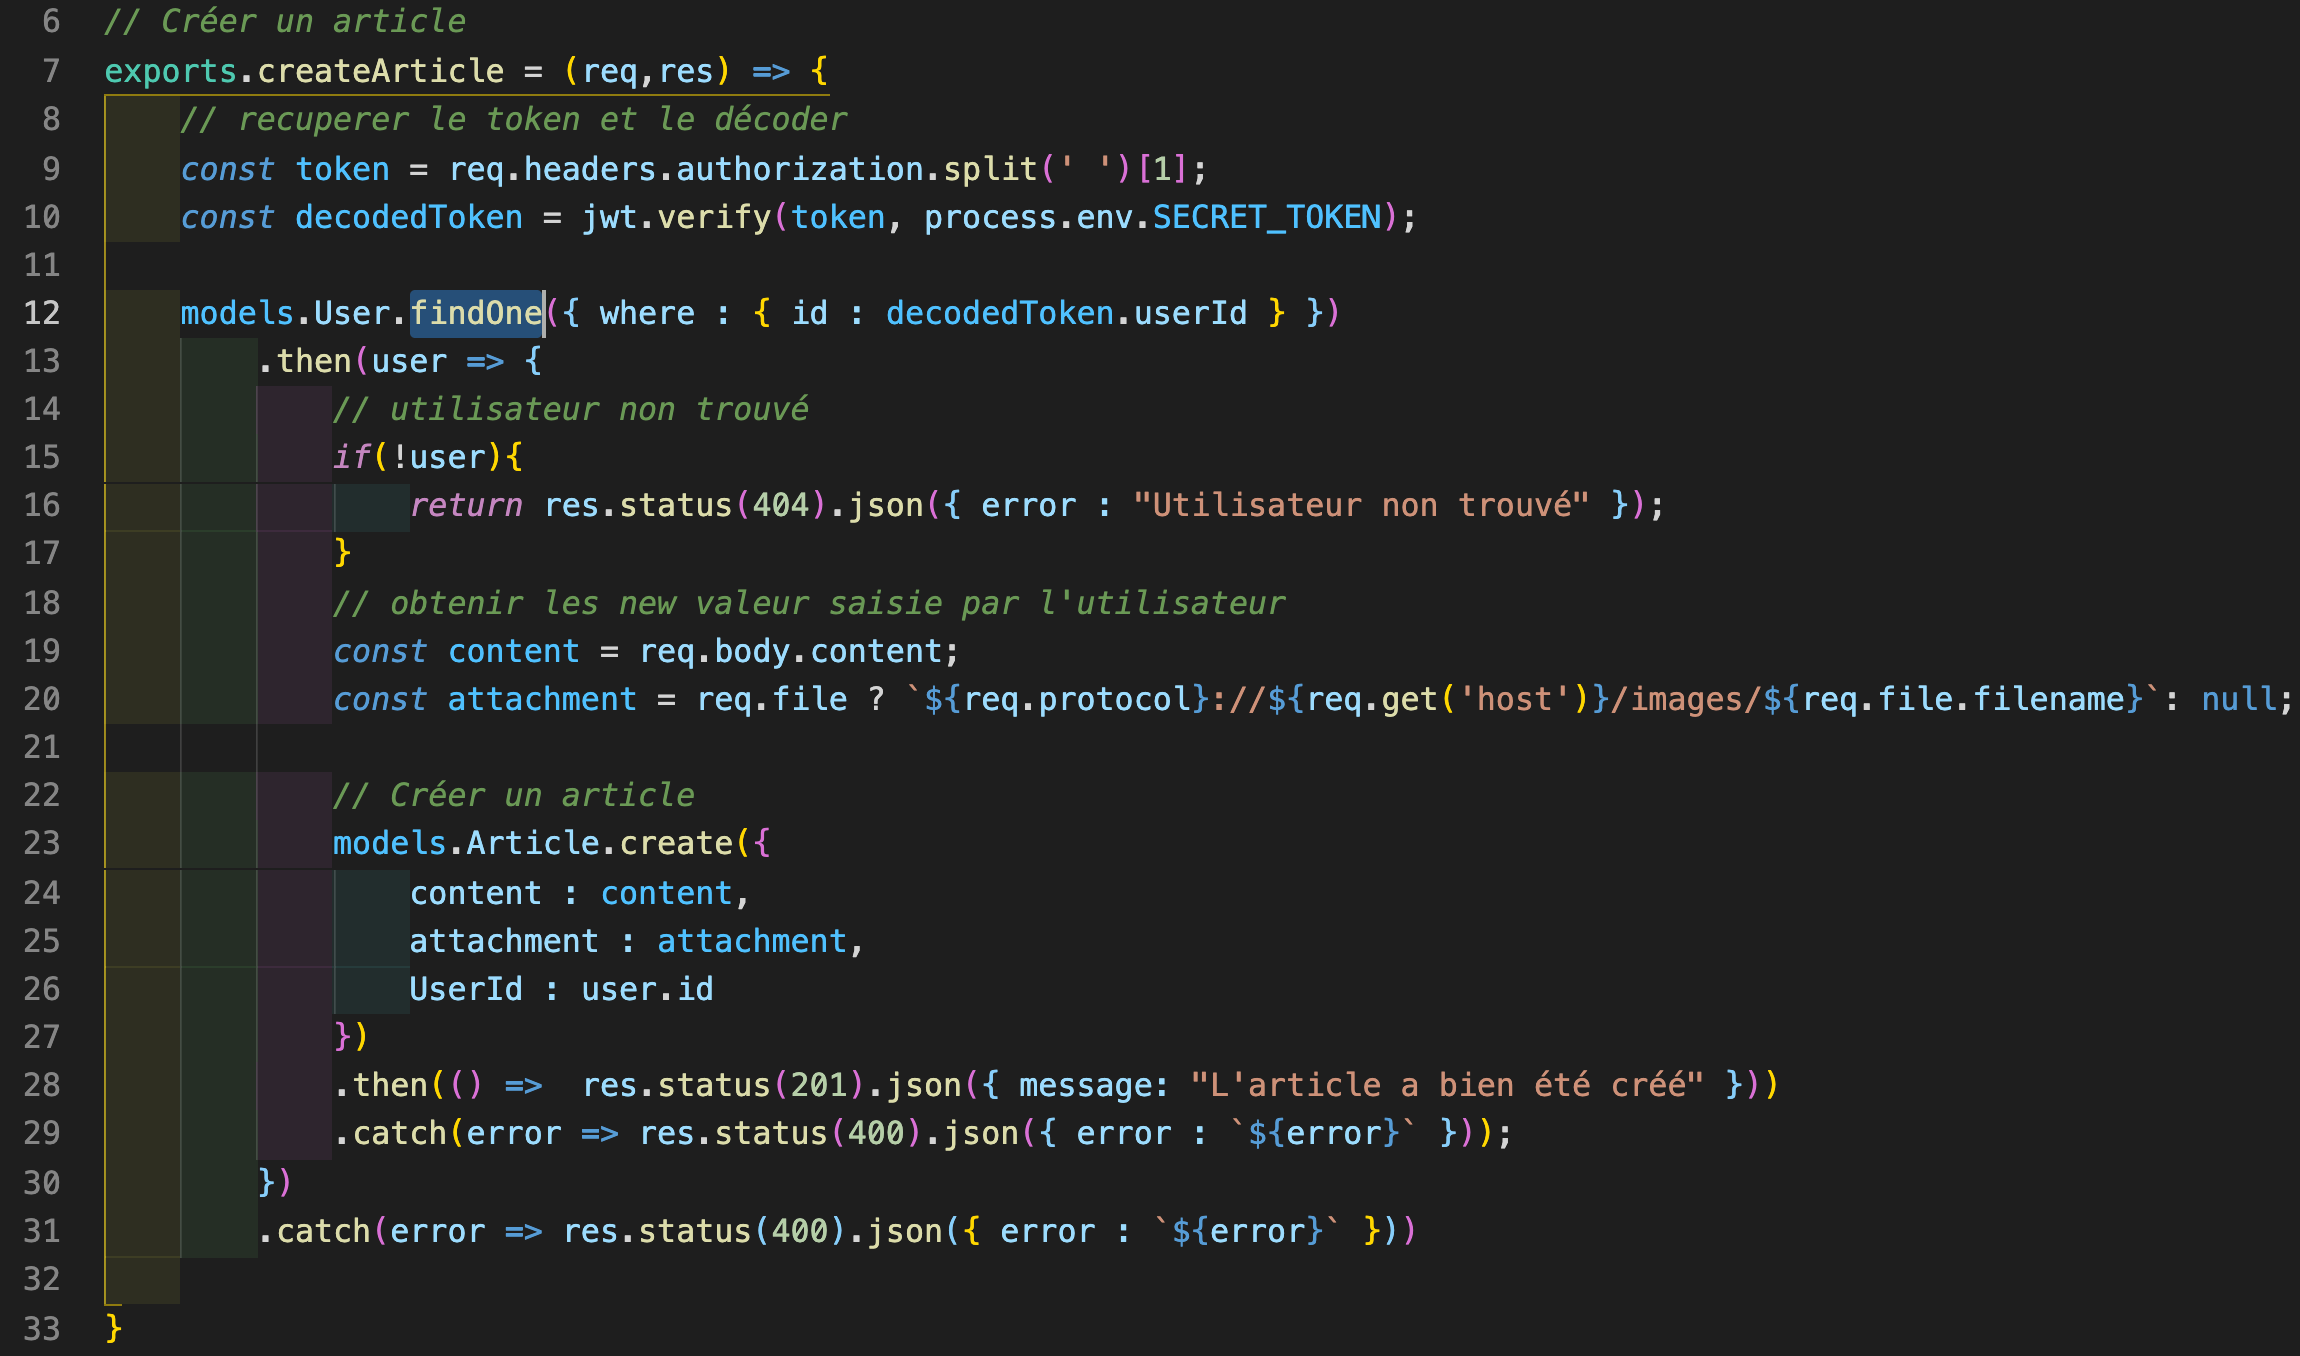 6 // Créer un article
7 exports.createArticle = (req,res) => {
8 // recuperer le token et le décoder
9 const token = req.headers.authorization.split(' ')[1];
10 const decodedToken = jwt.verify(token, process.env.SECRET_TOKEN);
11
12 models.User.findOne({ where : { id : decodedToken.userId } })
13 .then(user => {
14 // utilisateur non trouvé
15 if(!user){
16 return res.status(404).json({ error : "Utilisateur non trouvé" });
17 }
18 // obtenir les new valeur saisie par l'utilisateur
19 const content = req.body.content;
20 const attachment = req.file ? `${req.protocol}://${req.get('host')}/images/${req.file.filename}`: null;
21
22 // Créer un article
23 models.Article.create({
24 content : content,
25 attachment : attachment,
26 UserId : user.id
27 })
28 .then(() =>  res.status(201).json({ message: "L'article a bien été créé" }))
29 .catch(error => res.status(400).json({ error : `${error}` }));
30 })
31 .catch(error => res.status(400).json({ error : `${error}` }))
32
33 }